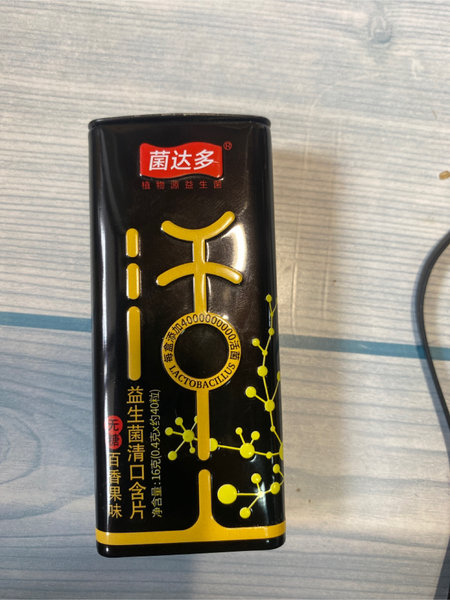 菌达多®
植物源益生菌
活
每盒添加4000000000活菌
LACTOBACILLUS
益生菌清口含片
无糖
百香果味
净含量:16克(0.4克x约40粒)